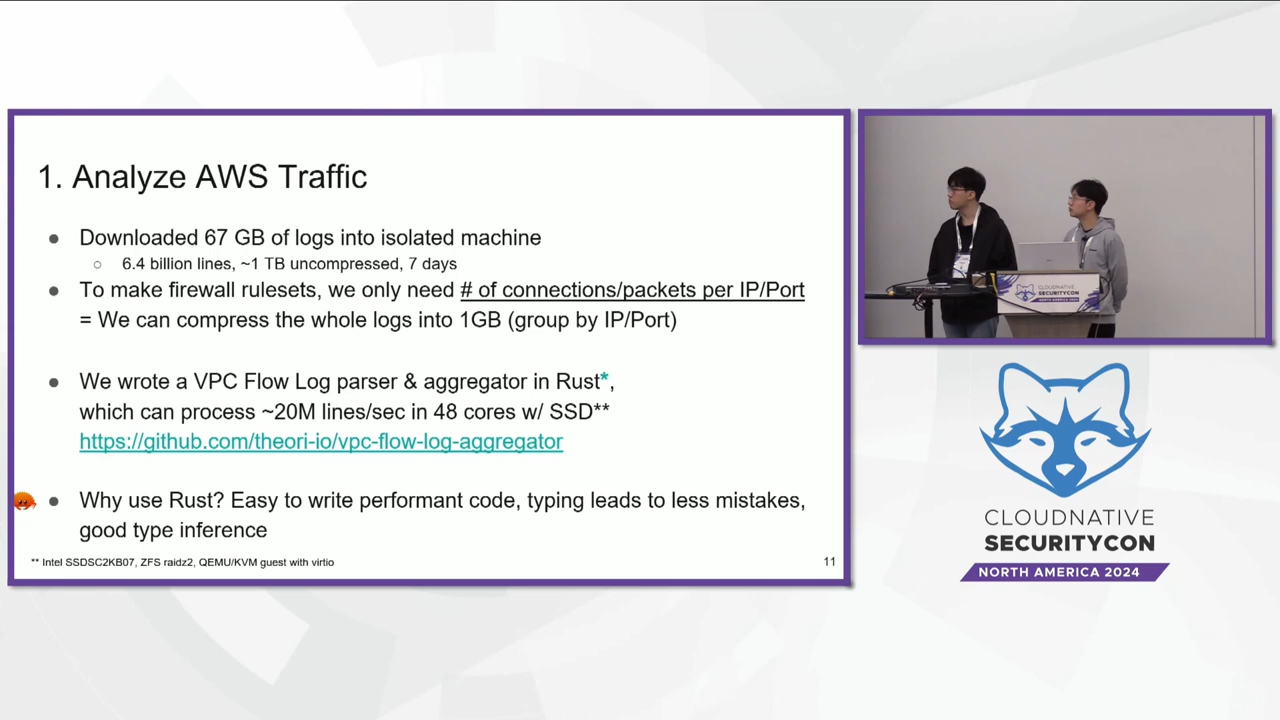 1. Analyze AWS Traffic
● Downloaded 67 GB of logs into isolated machine
○ 6.4 billion lines, ~1 TB uncompressed, 7 days
● To make firewall rulesets, we only need # of connections/packets per IP/Port
= We can compress the whole logs into 1GB (group by IP/Port)
● We wrote a VPC Flow Log parser & aggregator in Rust*,
which can process ~20M lines/sec in 48 cores w/ SSD**
https://github.com/theori-io/vpc-flow-log-aggregator
● Why use Rust? Easy to write performant code, typing leads to less mistakes,
good type inference
** Intel SSDSC2KB07, ZFS raidz2, QEMU/KVM guest with virtio
11
CLOUDNATIVE
SECURITYCON
NORTH AMERICA 2024
CLOUDNATIVE
SECURITYCON
NORTH AMERICA 2024